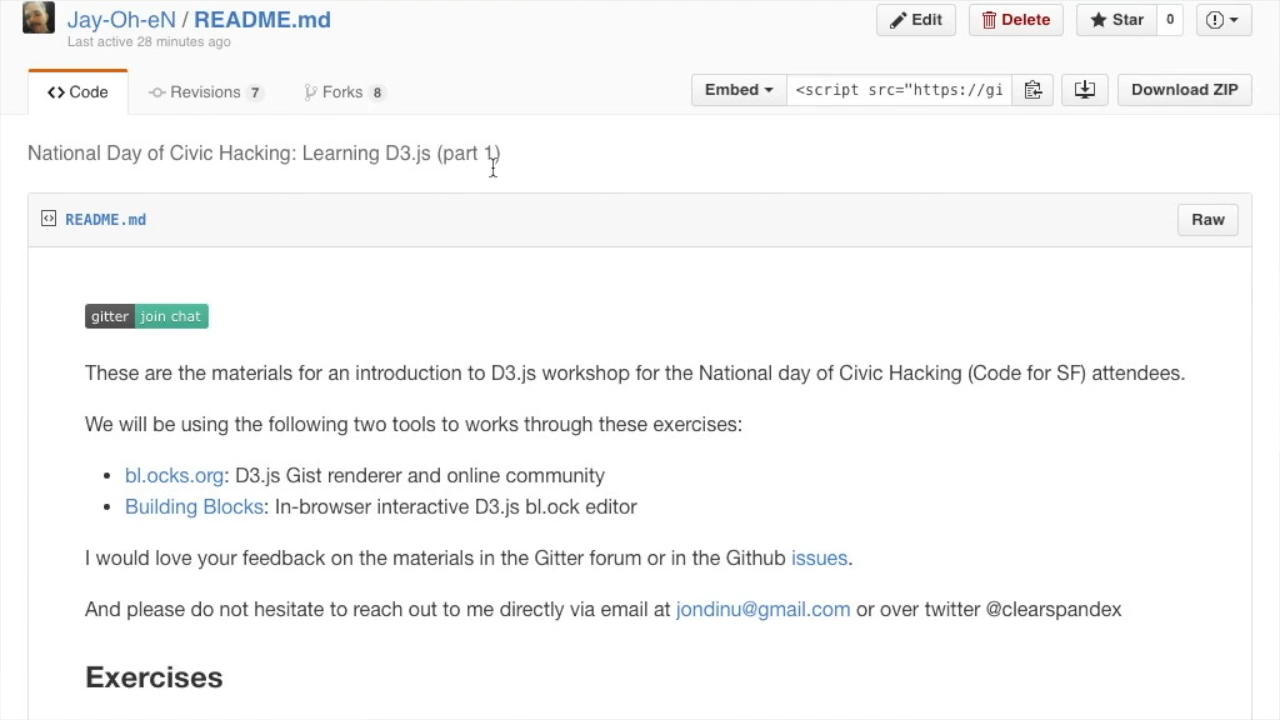 Jay-Oh-eN / README.md
Edit Delete Star 0
Last active 28 minutes ago
Code Revisions 7 Forks 8 Embed <script src="https://gi Download ZIP
National Day of Civic Hacking: Learning D3.js (part 1)
README.md Raw
gitter join chat
These are the materials for an introduction to D3.js workshop for the National day of Civic Hacking (Code for SF) attendees.
We will be using the following two tools to works through these exercises:
• bl.ocks.org: D3.js Gist renderer and online community
• Building Blocks: In-browser interactive D3.js bl.ock editor
I would love your feedback on the materials in the Gitter forum or in the Github issues.
And please do not hesitate to reach out to me directly via email at jondinu@gmail.com or over twitter @clearspandex
Exercises